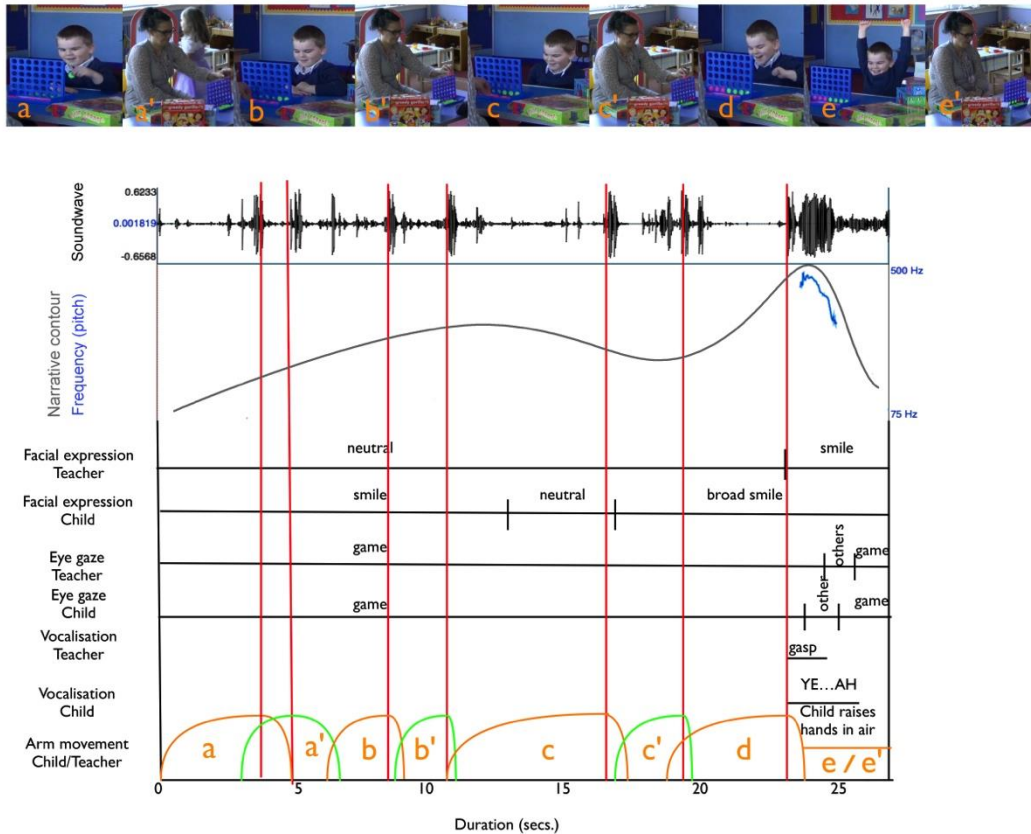 a a' b b' c c' d e e'
Soundwave
0.6233
0.001819
-0.6568
Narrative contour
Frequency (pitch)
500 Hz
75 Hz
Facial expression
Teacher
neutral
smile
Facial expression
Child
smile
neutral
broad smile
Eye gaze
Teacher
game
others
game
Eye gaze
Child
game
other
game
Vocalisation
Teacher
gasp
Vocalisation
Child
YE...AH
Child raises
hands in air
Arm movement
Child/Teacher
a a' b b' c c' d e / e'
0 5 10 15 20 25
Duration (secs.)